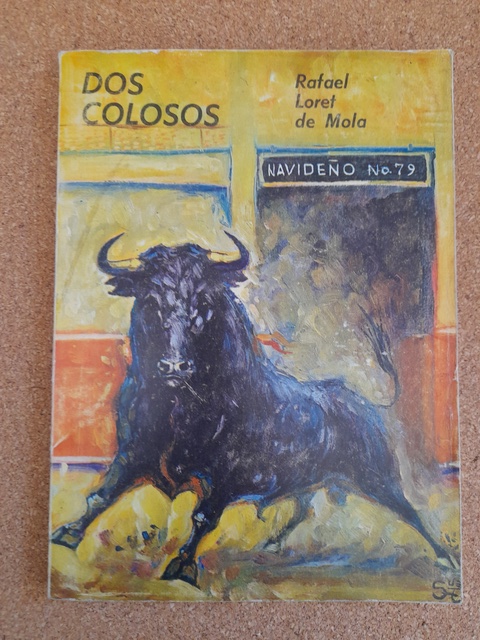 DOS
COLOSOS
Rafael
Loret
de Mola
NAVIDEÑO No.79